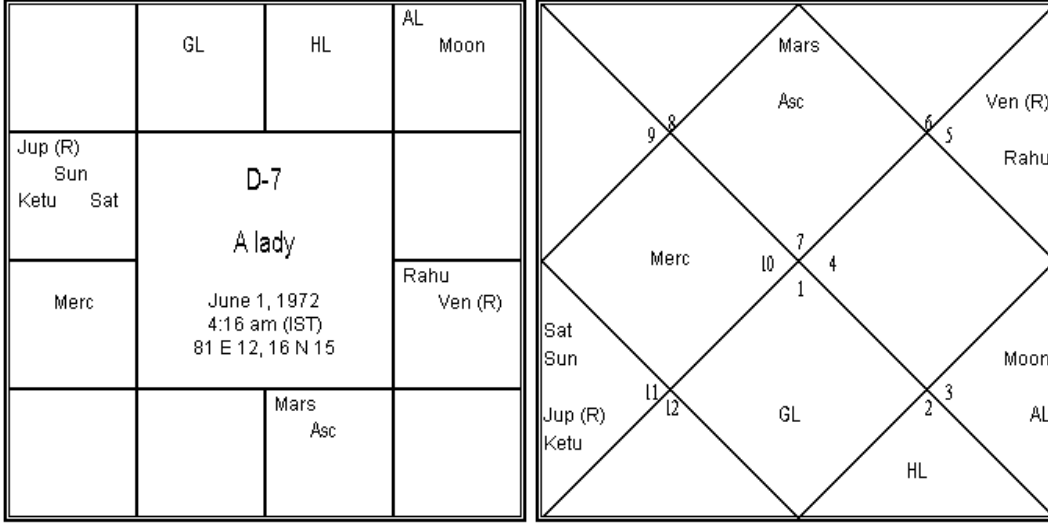 AL
GL HL Moon
Jup (R)
Sun
Ketu Sat
D-7
A lady
June 1, 1972
4:16 am (IST)
81 E 12, 16 N 15
Merc
Rahu
Ven (R)
Mars
Asc
Mars
Asc
Ven (R)
Rahu
8
9
6
5
Merc
7
10 4
1
Sat
Sun
Jup (R)
Ketu
11
12
GL
3
2
Moon
AL
HL